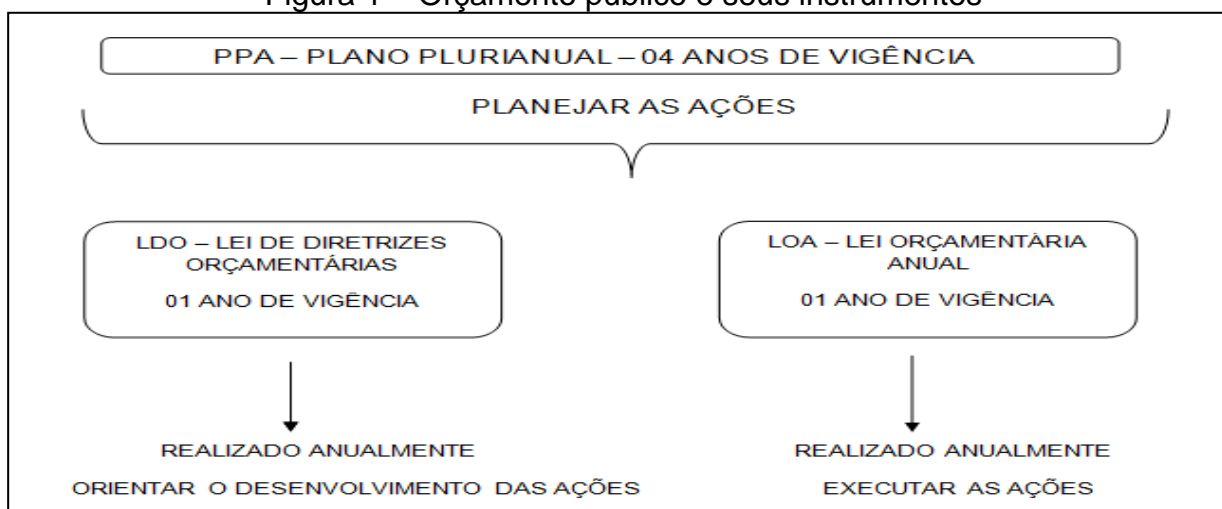 PPA – PLANO PLURIANUAL – 04 ANOS DE VIGÊNCIA
PLANEJAR AS AÇÕES
LDO – LEI DE DIRETRIZES
ORÇAMENTÁRIAS
01 ANO DE VIGÊNCIA
LOA – LEI ORÇAMENTÁRIA
ANUAL
01 ANO DE VIGÊNCIA
REALIZADO ANUALMENTE
ORIENTAR O DESENVOLVIMENTO DAS AÇÕES
REALIZADO ANUALMENTE
EXECUTAR AS AÇÕES